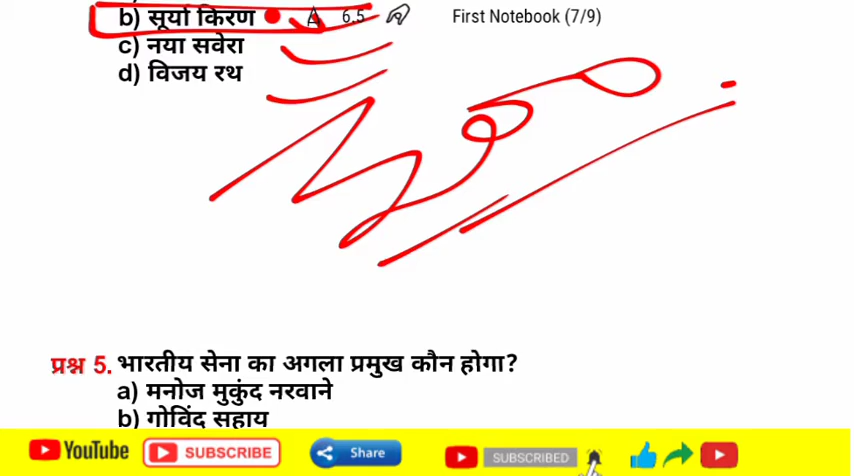 b) सूर्या किरण A 6.5 First Notebook (7/9)
c) नया सवेरा
d) विजय रथ
प्रश्न 5. भारतीय सेना का अगला प्रमुख कौन होगा?
a) मनोज मुकुंद नरवाने
b) गोविंद सहाय
YouTube SUBSCRIBE Share SUBSCRIBED